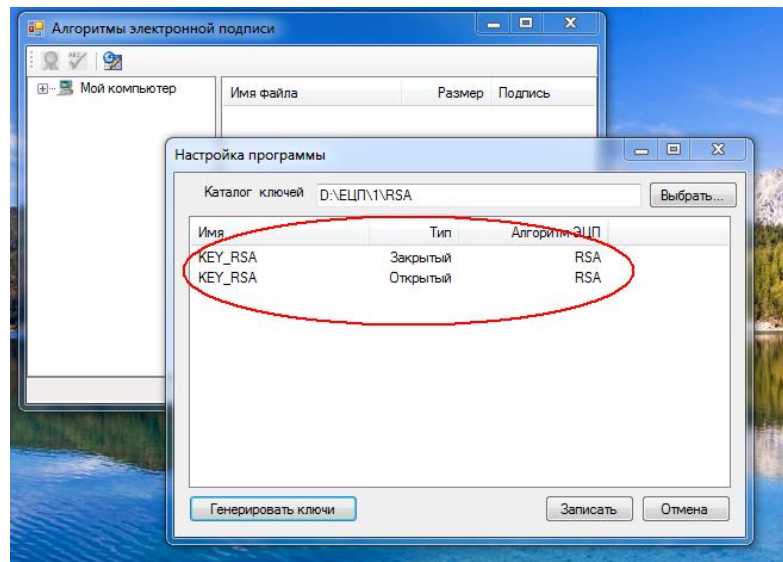 Алгоритмы электронной подписи
Мой компьютер
Имя файла Размер Подпись
Настройка программы
Каталог ключей D:\ЕЦП\1\RSA Выбрать...
Имя Тип Алгоритм ЭЦП
KEY_RSA Закрытый RSA
KEY_RSA Открытый RSA
Генерировать ключи Записать Отмена